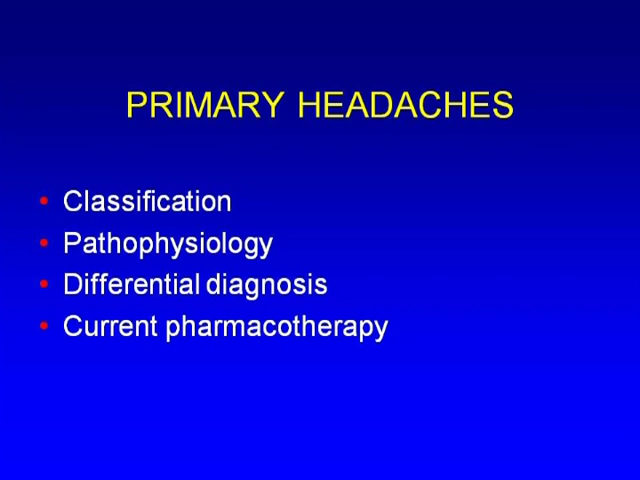 PRIMARY HEADACHES
• Classification
• Pathophysiology
• Differential diagnosis
• Current pharmacotherapy